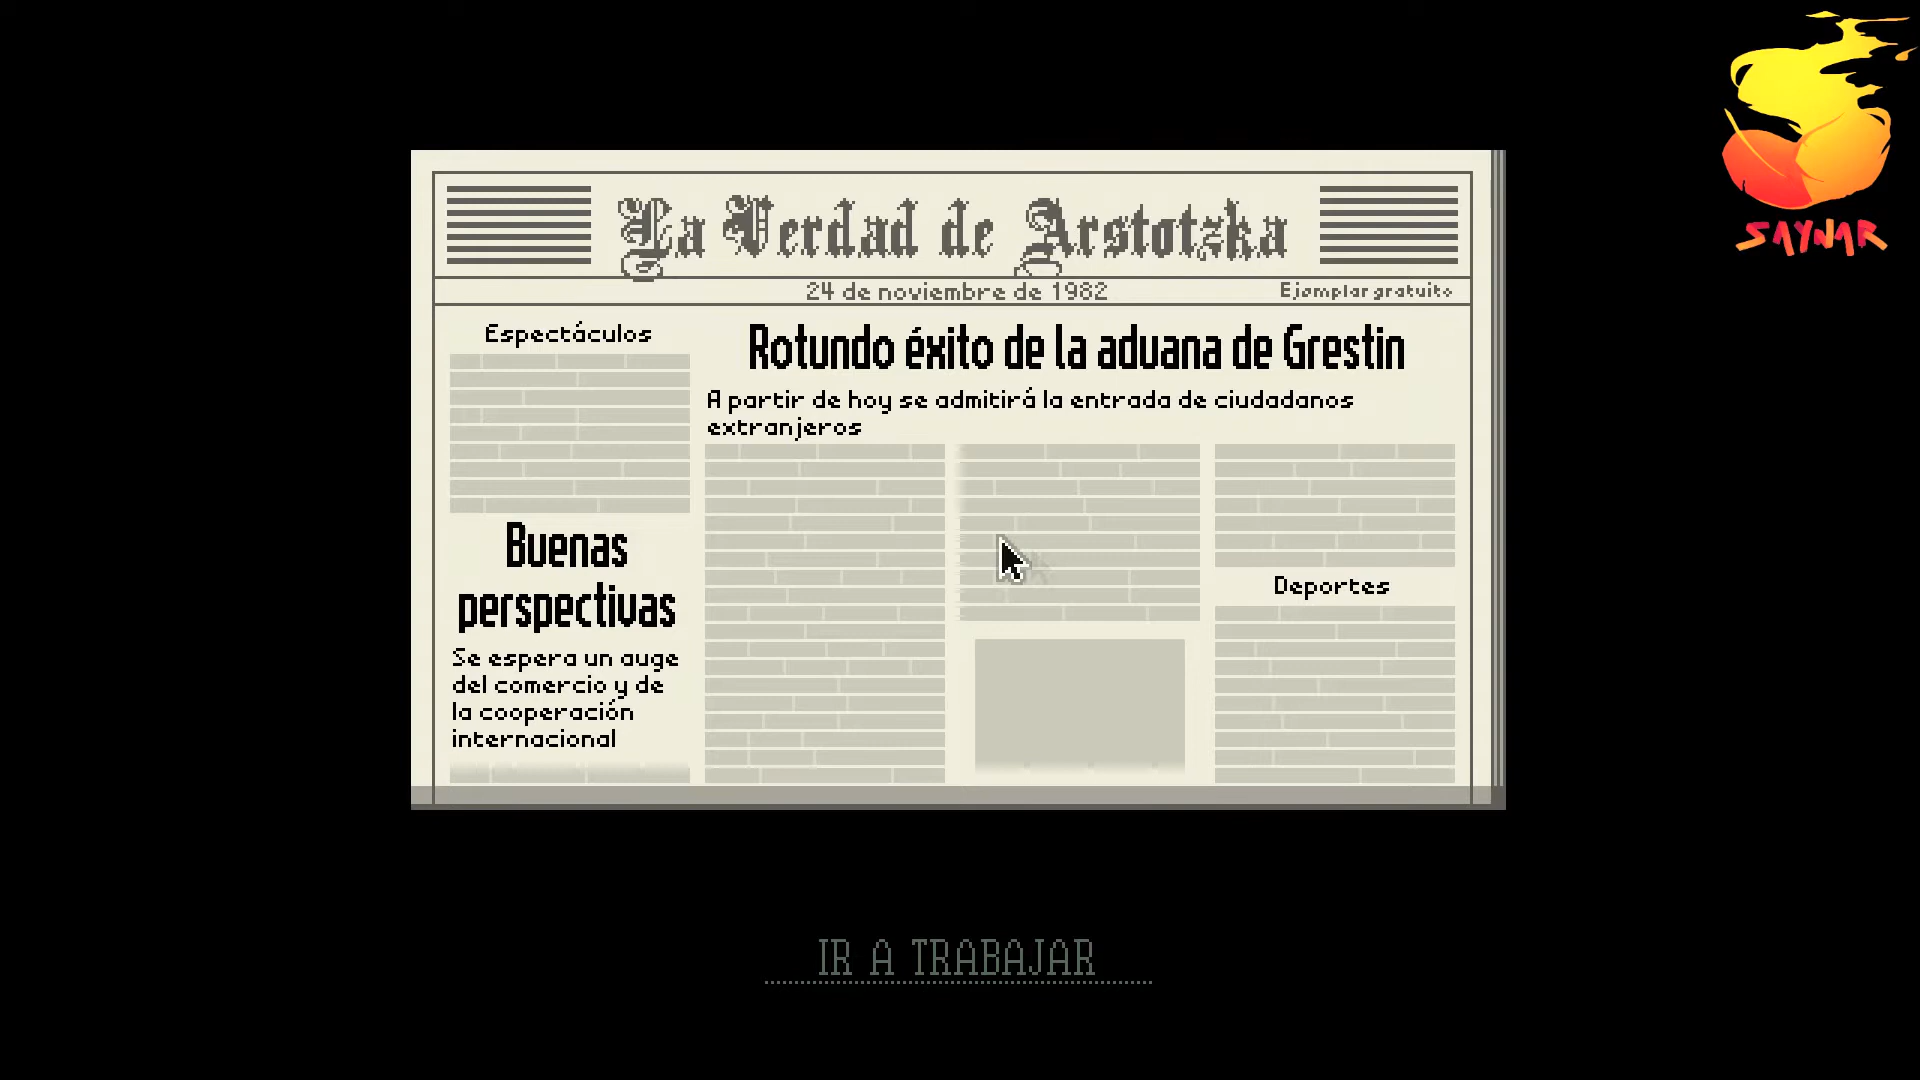 La Verdad de Arstotzka
24 de noviembre de 1982
Ejemplar gratuito
Espectáculos
Buenas
perspectivas
Se espera un auge
del comercio y de
la cooperación
internacional
Rotundo éxito de la aduana de Grestin
A partir de hoy se admitirá la entrada de ciudadanos
extranjeros
Deportes
IR A TRABAJAR
SAYNAR